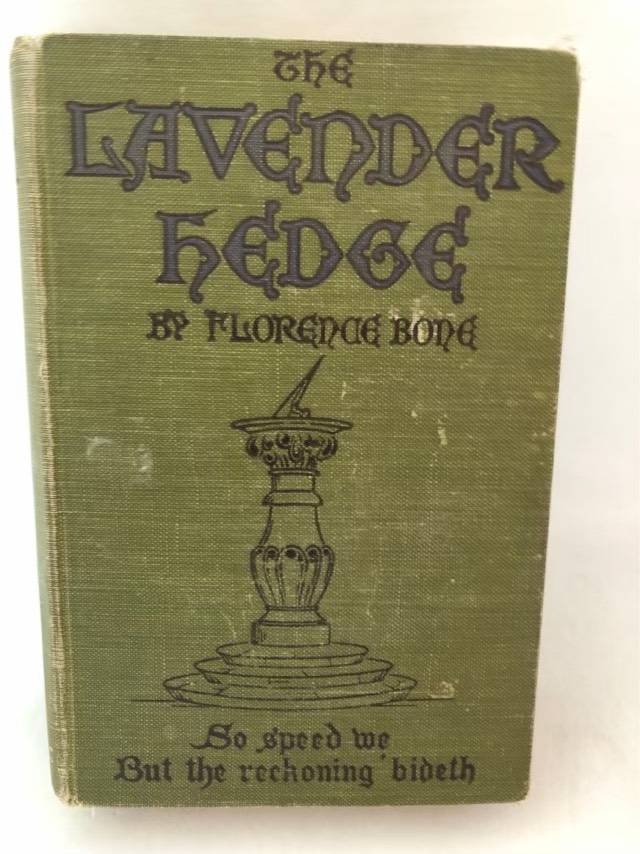 THE
LAVENDER
HEDGE
BY FLORENCE BONE
So speed we
But the reckoning bideth